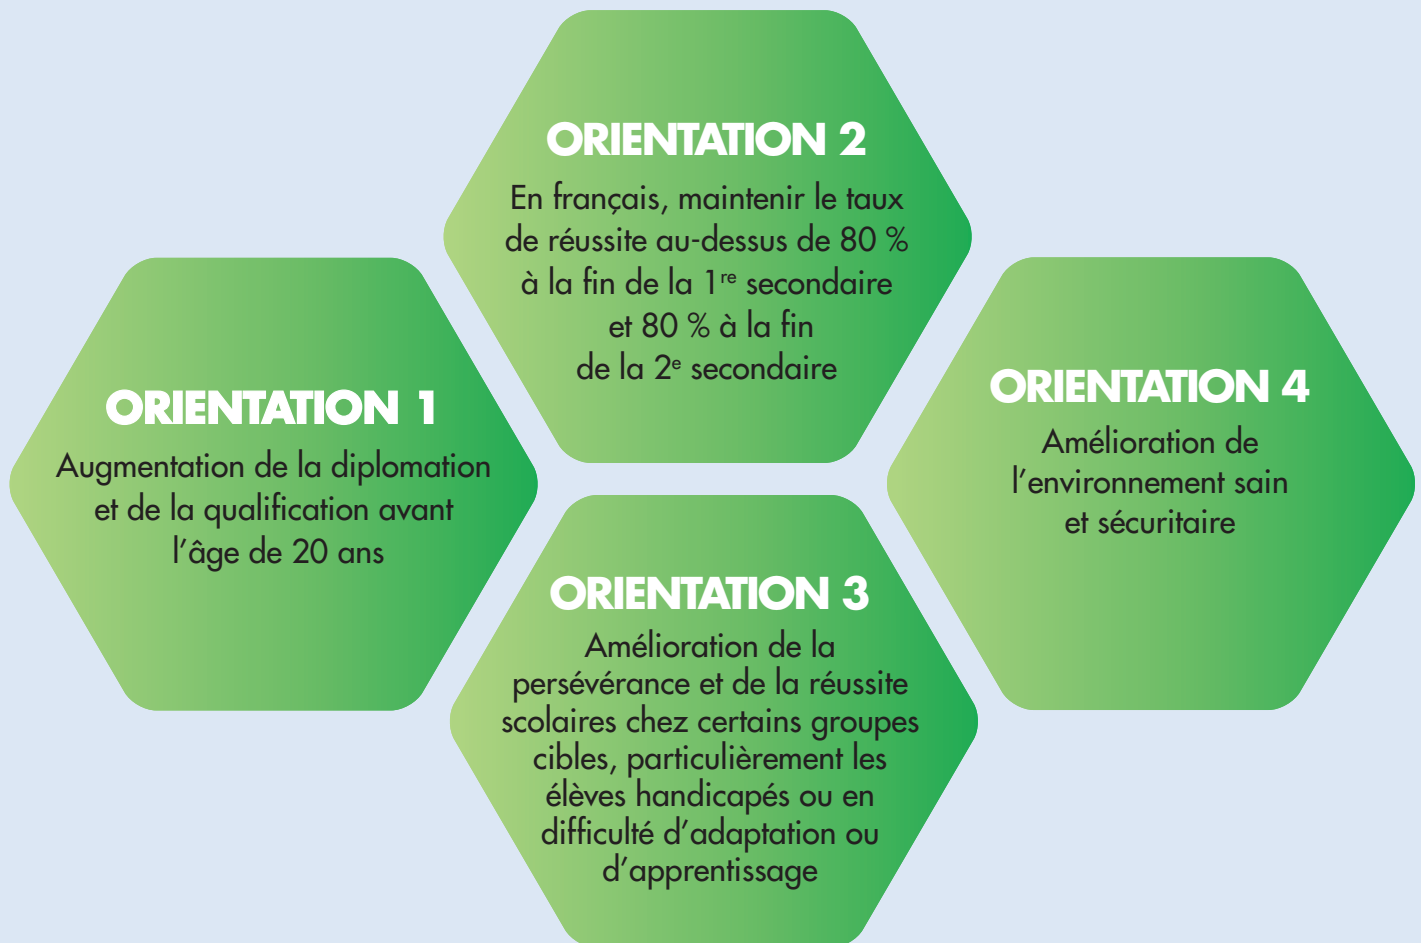 ORIENTATION 1
Augmentation de la diplomation
et de la qualification avant
l’âge de 20 ans
ORIENTATION 2
En français, maintenir le taux
de réussite au-dessus de 80 %
à la fin de la 1re secondaire
et 80 % à la fin
de la 2e secondaire
ORIENTATION 3
Amélioration de la
persévérance et de la réussite
scolaires chez certains groupes
cibles, particulièrement les
élèves handicapés ou en
difficulté d’adaptation ou
d’apprentissage
ORIENTATION 4
Amélioration de
l’environnement sain
et sécuritaire